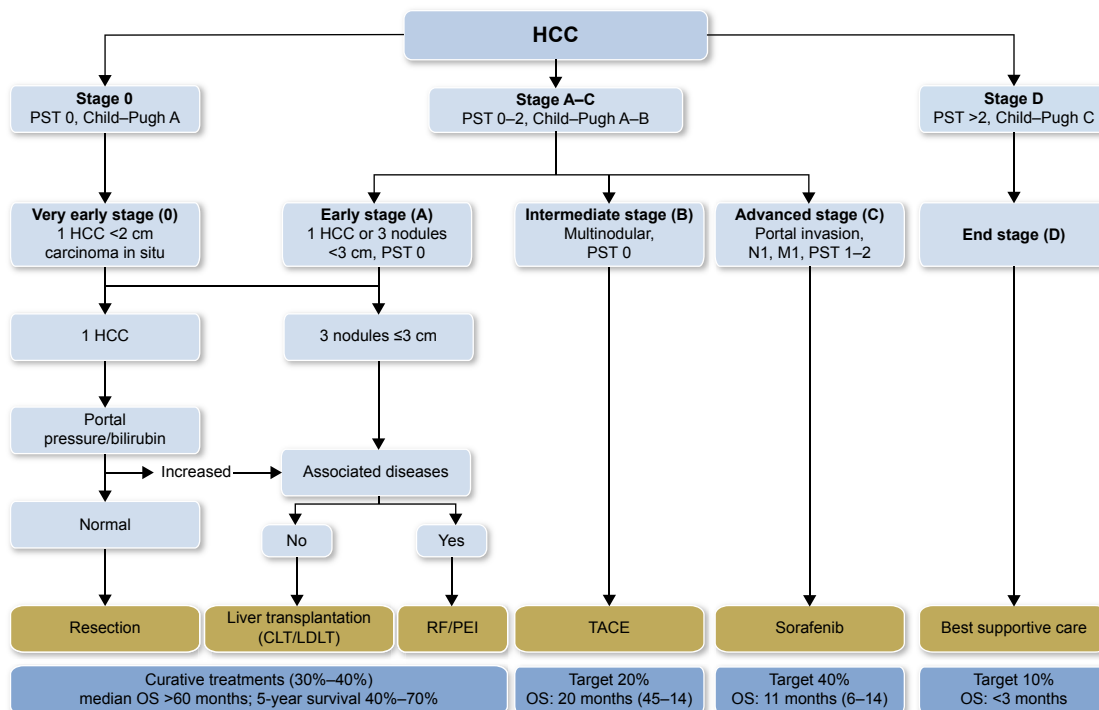 HCC
Stage 0
PST 0, Child–Pugh A
Stage A–C
PST 0–2, Child–Pugh A–B
Stage D
PST >2, Child–Pugh C
Very early stage (0)
1 HCC <2 cm
carcinoma in situ
Early stage (A)
1 HCC or 3 nodules
<3 cm, PST 0
Intermediate stage (B)
Multinodular,
PST 0
Advanced stage (C)
Portal invasion,
N1, M1, PST 1–2
End stage (D)
1 HCC
3 nodules ≤3 cm
Portal
pressure/bilirubin
Increased
Associated diseases
Normal
No
Yes
Resection
Liver transplantation
(CLT/LDLT)
RF/PEI
TACE
Sorafenib
Best supportive care
Curative treatments (30%–40%)
median OS >60 months; 5-year survival 40%–70%
Target 20%
OS: 20 months (45–14)
Target 40%
OS: 11 months (6–14)
Target 10%
OS: <3 months